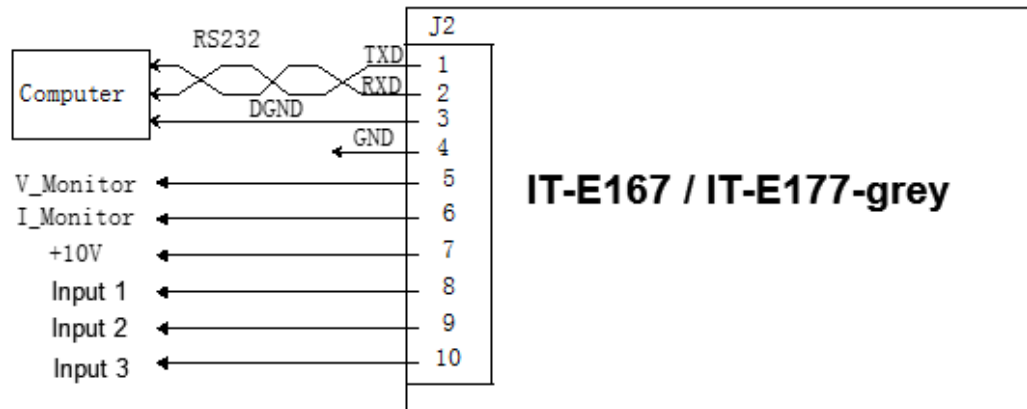 J2
RS232
TXD
1
Computer
RXD
2
DGND
3
GND
4
V_Monitor
5
IT-E167 / IT-E177-grey
I_Monitor
6
+10V
7
Input 1
8
Input 2
9
Input 3
10